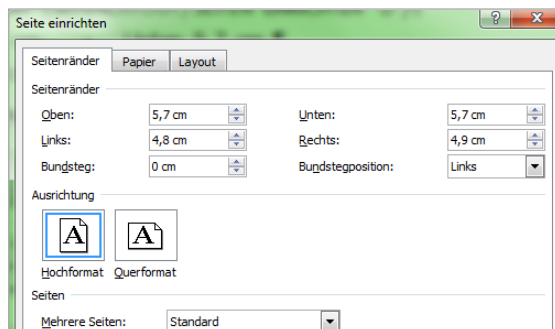 Seite einrichten
Seitenränder Papier Layout
Seitenränder
Oben: 5,7 cm Unten: 5,7 cm
Links: 4,8 cm Rechts: 4,9 cm
Bundsteg: 0 cm Bundstegposition: Links
Ausrichtung
A A
Hochformat Querformat
Seiten
Mehrere Seiten: Standard